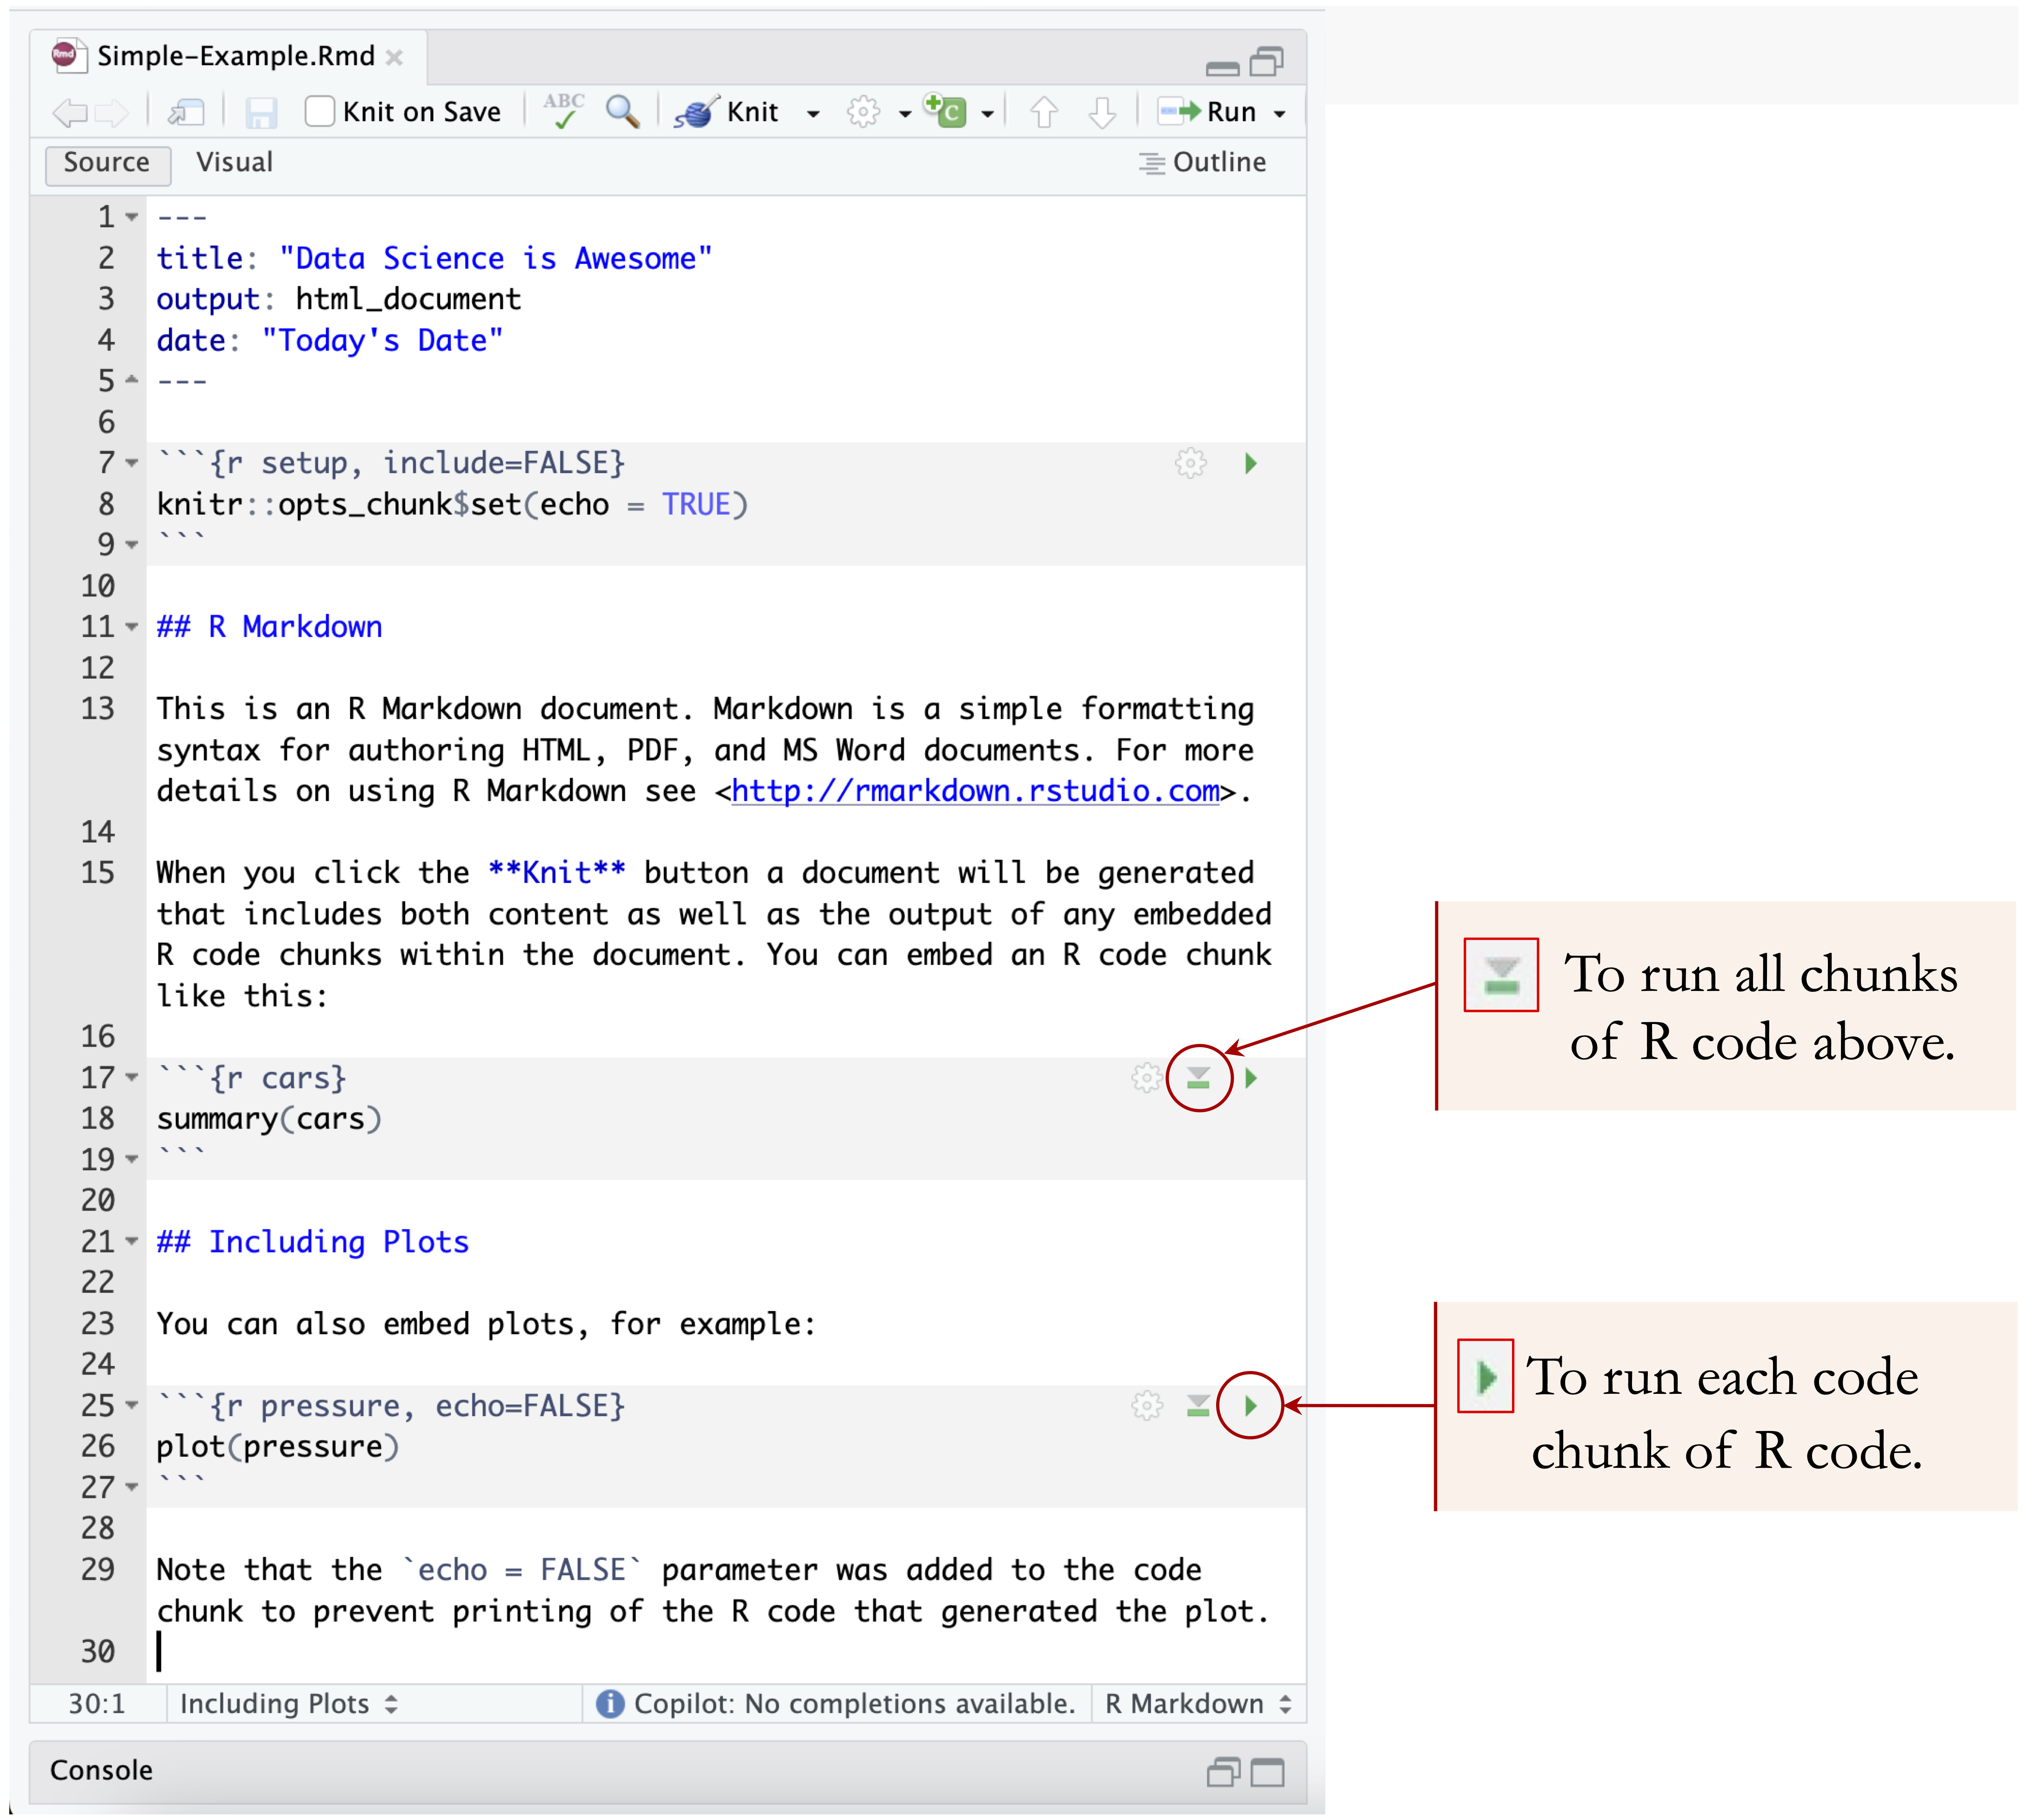 Simple-Example.Rmd
Knit on Save ABC Knit C Run
Source Visual Outline
1 ---
2 title: "Data Science is Awesome"
3 output: html_document
4 date: "Today's Date"
5 ---
6
7 ```{r setup, include=FALSE}
8 knitr::opts_chunk$set(echo = TRUE)
9 ```
10
11 ## R Markdown
12
13 This is an R Markdown document. Markdown is a simple formatting
syntax for authoring HTML, PDF, and MS Word documents. For more
details on using R Markdown see <http://rmarkdown.rstudio.com>.
14
15 When you click the **Knit** button a document will be generated
that includes both content as well as the output of any embedded
R code chunks within the document. You can embed an R code chunk
like this:
16
17 ```{r cars}
18 summary(cars)
19 ```
20
21 ## Including Plots
22
23 You can also embed plots, for example:
24
25 ```{r pressure, echo=FALSE}
26 plot(pressure)
27 ```
28
29 Note that the `echo = FALSE` parameter was added to the code
chunk to prevent printing of the R code that generated the plot.
30
30:1 Including Plots Copilot: No completions available. R Markdown
Console
To run all chunks
of R code above.
To run each code
chunk of R code.